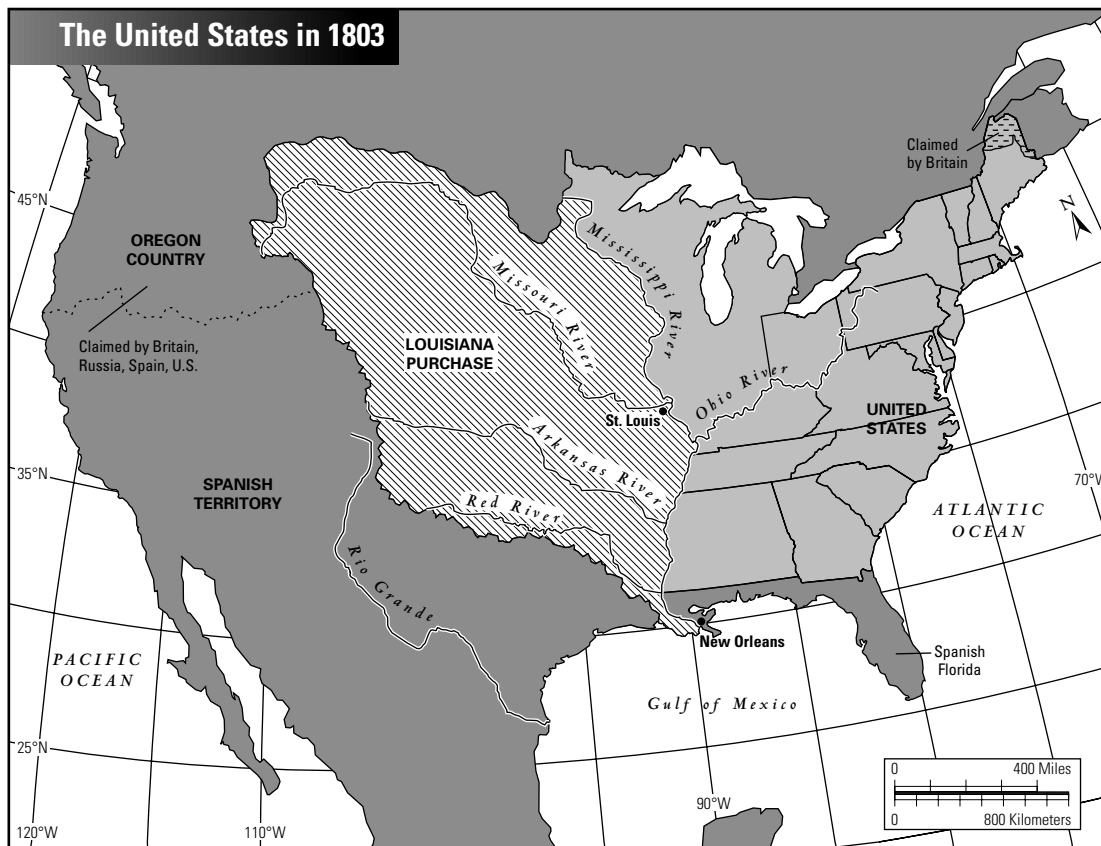 The United States in 1803
Claimed
by Britain
N
45°N
OREGON
COUNTRY
Mississippi River
Missouri River
Claimed by Britain,
Russia, Spain, U.S.
LOUISIANA
PURCHASE
Ohio River
St. Louis
UNITED
STATES
Arkansas River
35°N
SPANISH
TERRITORY
Red River
70°W
ATLANTIC
OCEAN
Rio Grande
New Orleans
PACIFIC
OCEAN
Spanish
Florida
Gulf of Mexico
25°N
0 400 Miles
0 800 Kilometers
90°W
120°W
110°W